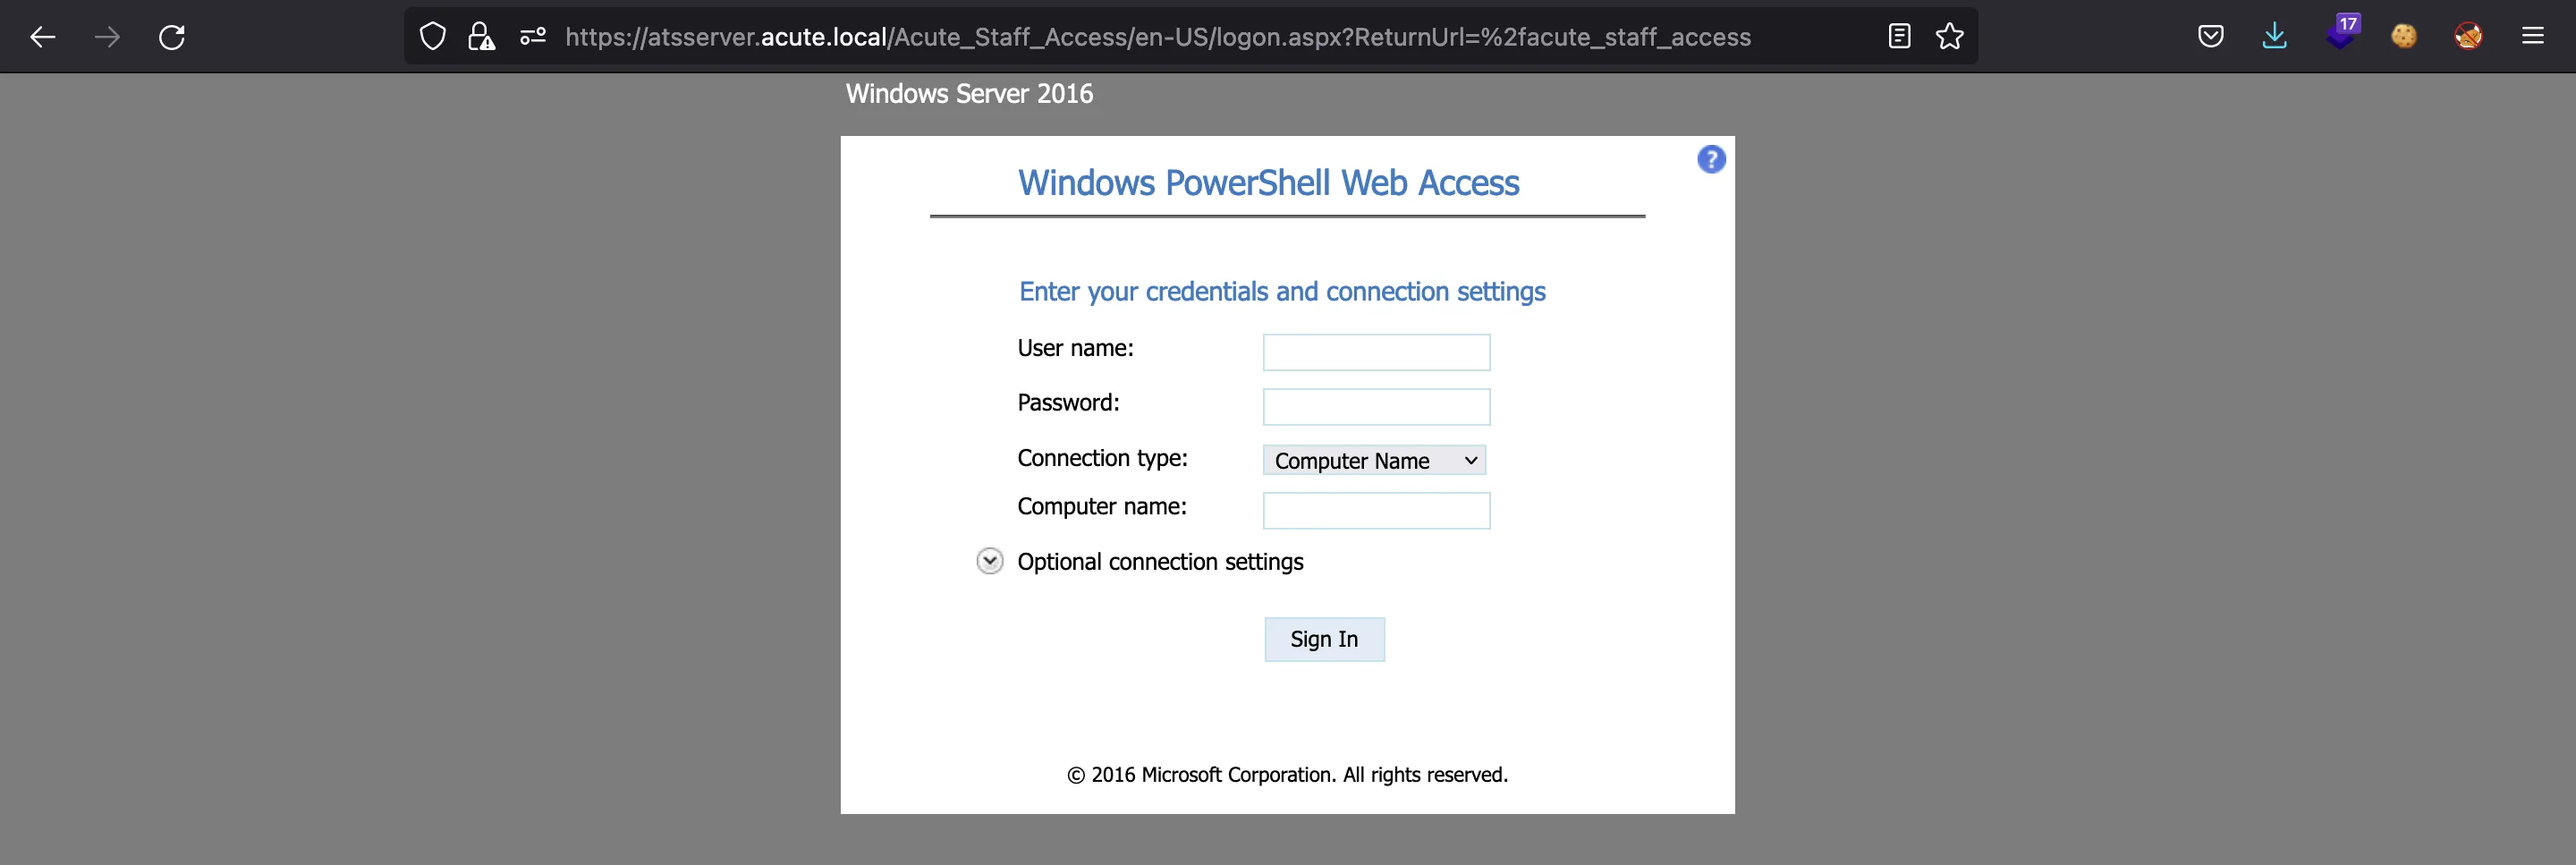 https://atsserver.acute.local/Acute_Staff_Access/en-US/logon.aspx?ReturnUrl=%2facute_staff_access
17
Windows Server 2016
?
Windows PowerShell Web Access
Enter your credentials and connection settings
User name:
Password:
Connection type: Computer Name
Computer name:
Optional connection settings
Sign In
© 2016 Microsoft Corporation. All rights reserved.